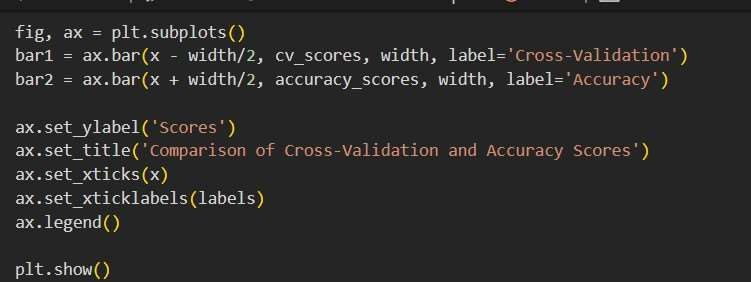 fig, ax = plt.subplots()
bar1 = ax.bar(x - width/2, cv_scores, width, label='Cross-Validation')
bar2 = ax.bar(x + width/2, accuracy_scores, width, label='Accuracy')
ax.set_ylabel('Scores')
ax.set_title('Comparison of Cross-Validation and Accuracy Scores')
ax.set_xticks(x)
ax.set_xticklabels(labels)
ax.legend()
plt.show()